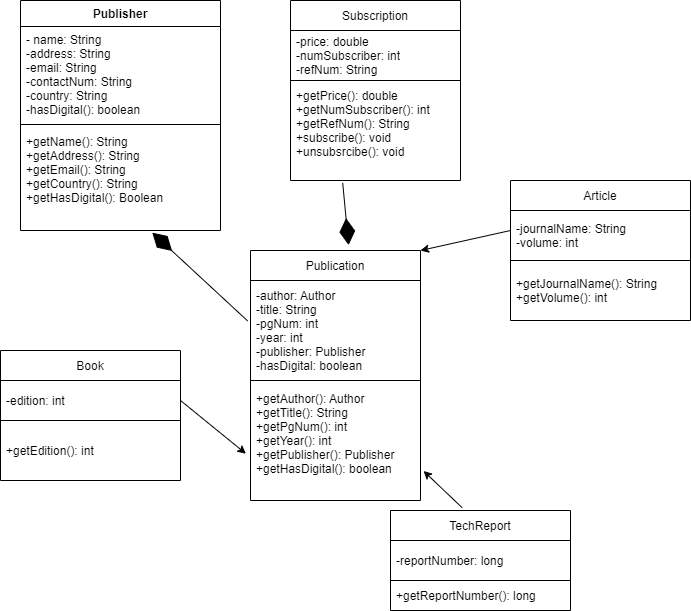 Publisher
- name: String
-address: String
-email: String
-contactNum: String
-country: String
-hasDigital(): boolean
+getName(): String
+getAddress(): String
+getEmail(): String
+getCountry(): String
+getHasDigital(): Boolean
Subscription
-price: double
-numSubscriber: int
-refNum: String
+getPrice(): double
+getNumSubscriber(): int
+getRefNum(): String
+subscribe(): void
+unsubsrcibe(): void
Article
-journalName: String
-volume: int
+getJournalName(): String
+getVolume(): int
Publication
-author: Author
-title: String
-pgNum: int
-year: int
-publisher: Publisher
-hasDigital: boolean
+getAuthor(): Author
+getTitle(): String
+getPgNum(): int
+getYear(): int
+getPublisher(): Publisher
+getHasDigital(): boolean
Book
-edition: int
+getEdition(): int
TechReport
-reportNumber: long
+getReportNumber(): long